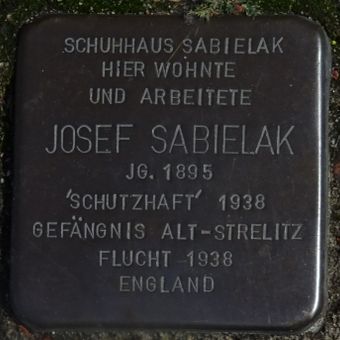 SCHUHHAUS SABIELAK
HIER WOHNTE
UND ARBEITETE
JOSEF SABIELAK
JG. 1895
'SCHUTZHAFT' 1938
GEFÄNGNIS ALT-STRELITZ
FLUCHT 1938
ENGLAND